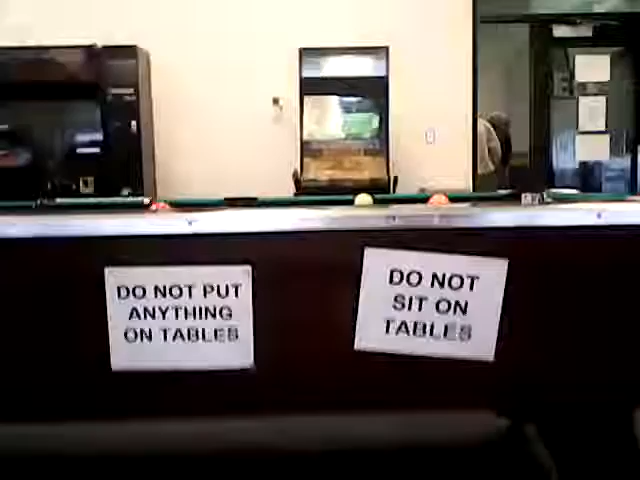 DO NOT PUT
ANYTHING
ON TABLES
DO NOT
SIT ON
TABLES